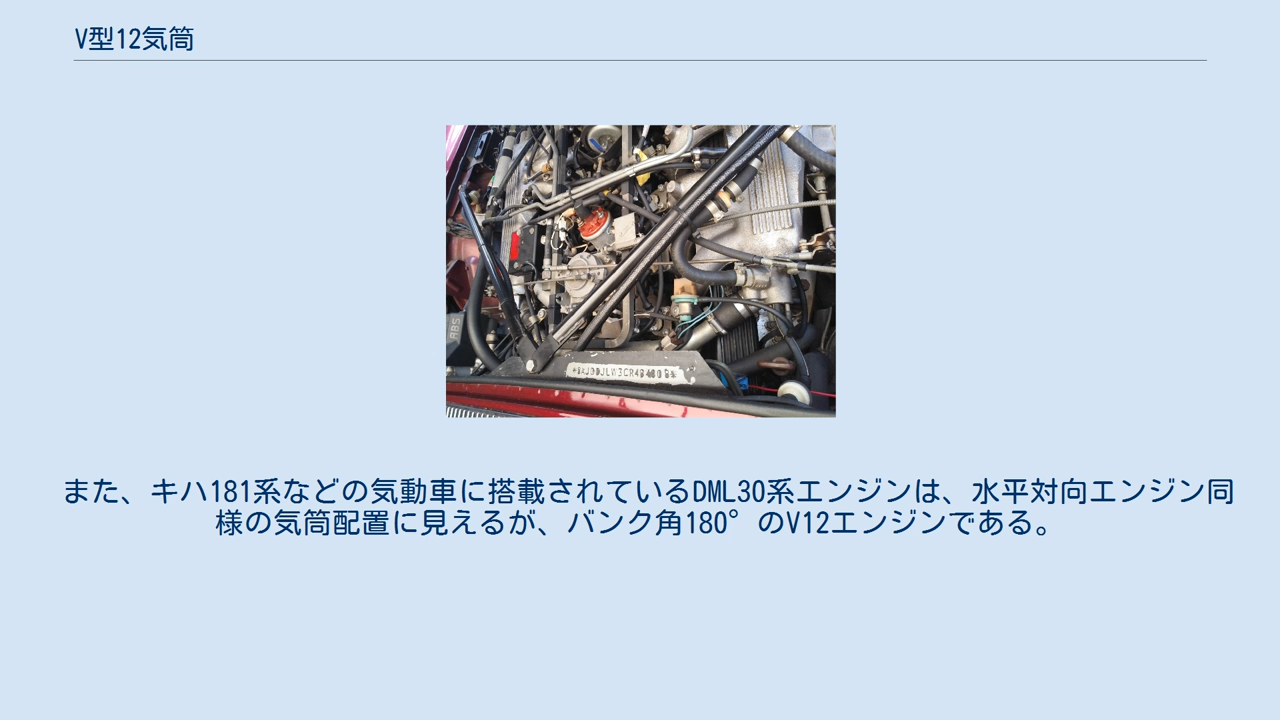 V型12気筒
ABS
また、キハ181系などの気動車に搭載されているDML30系エンジンは、水平対向エンジン同
様の気筒配置に見えるが、バンク角180°のV12エンジンである。